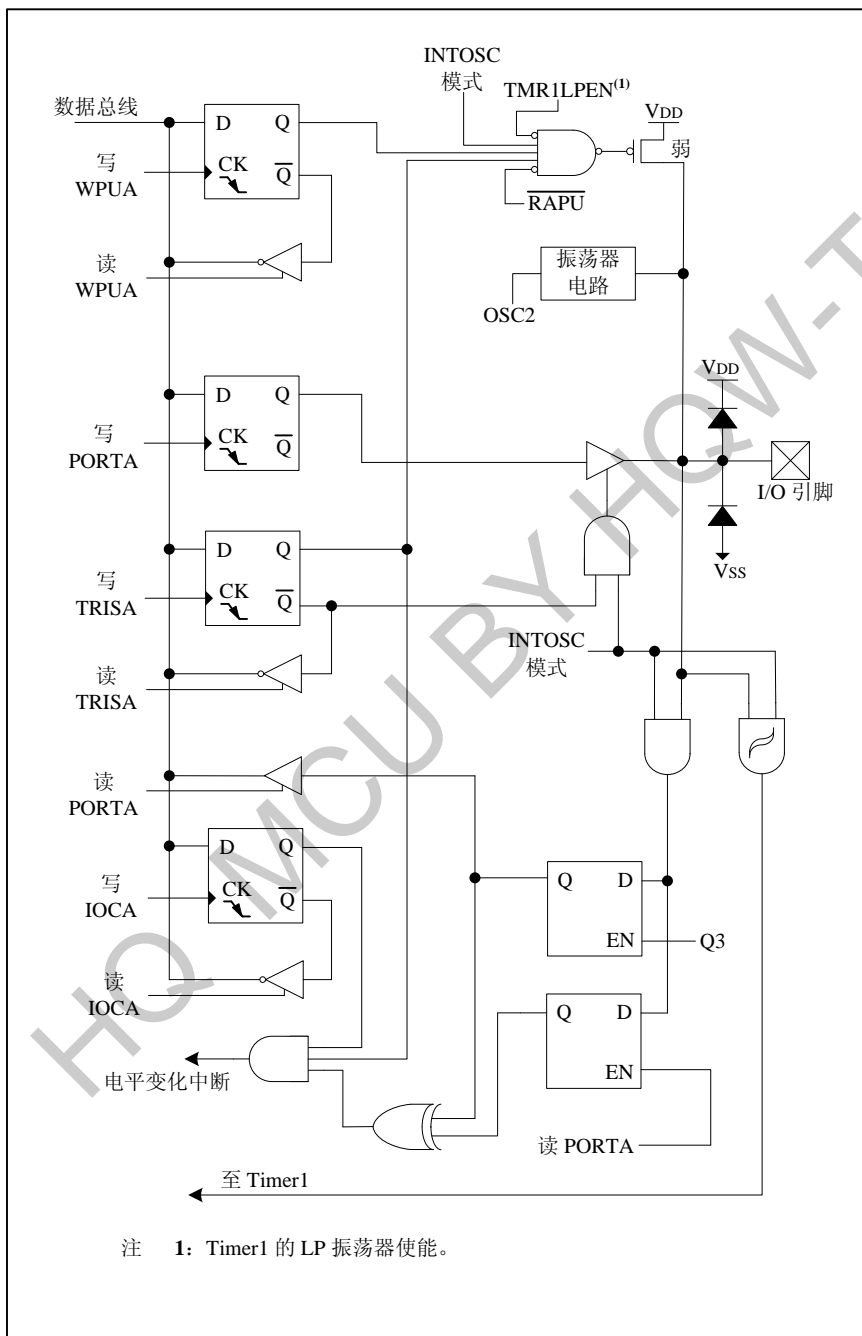 INTOSC
模式
TMR1LPEN(1)
VDD
弱
数据总线
D Q
写
WPUA
CK
Q
RAPU
读
WPUA
振荡器
电路
OSC2
VDD
D Q
写
PORTA
CK
Q
I/O 引脚
D Q
VSS
写
TRISA
CK
Q
INTOSC
模式
读
TRISA
读
PORTA
D Q
写
IOCA
CK
Q
Q D
EN
Q3
读
IOCA
Q D
EN
电平变化中断
读 PORTA
至 Timer1
注 1: Timer1 的 LP 振荡器使能。
HQ MCU BY HQW-T